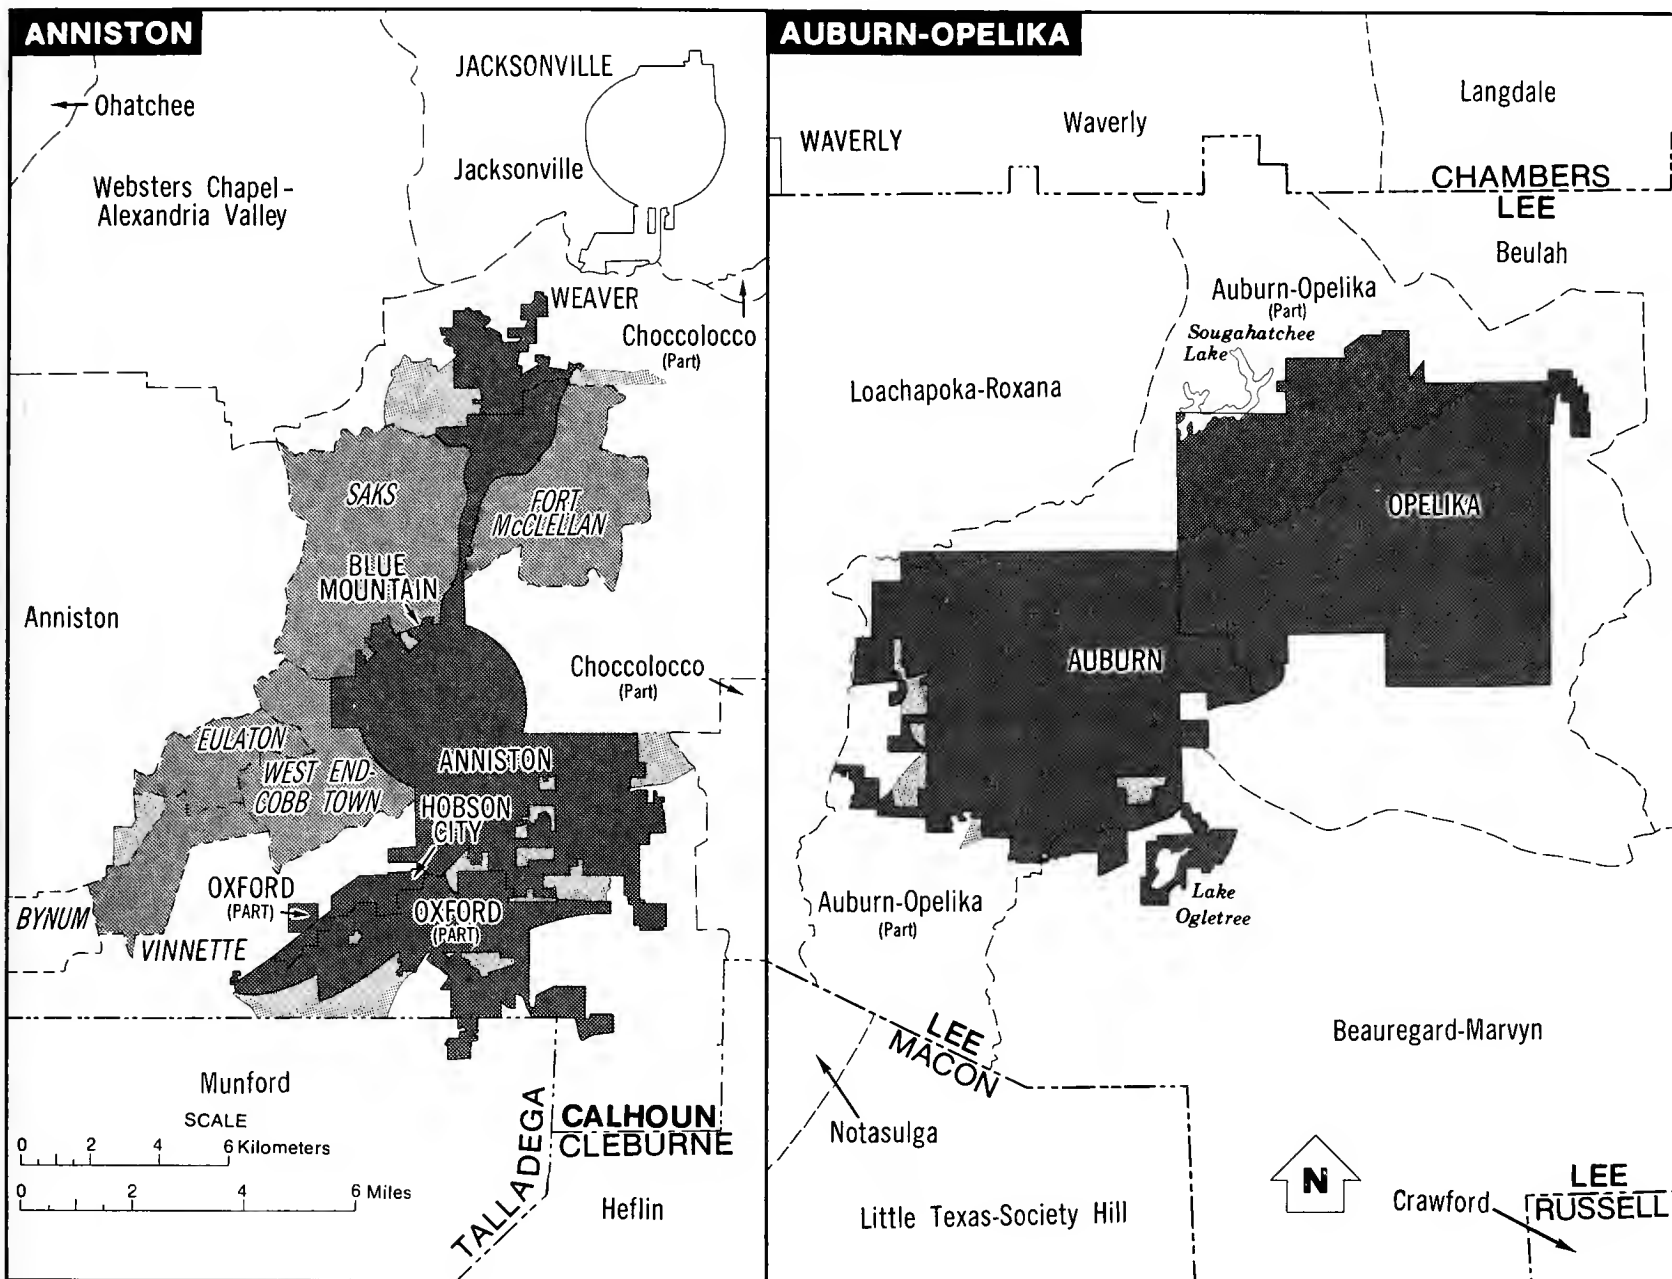 ANNISTON
JACKSONVILLE
Ohatchee
Jacksonville
Websters Chapel-
Alexandria Valley
WEAVER
Choccolocco
(Part)
SAKS
FORT
McCLELLAN
BLUE
MOUNTAIN
Anniston
Choccolocco
(Part)
EULATON
WEST END-
COBB TOWN
ANNISTON
HOBSON
CITY
OXFORD
(PART)
OXFORD
(PART)
BYNUM
VINNETTE
Munford
SCALE
0 2 4 6 Kilometers
0 2 4 6 Miles
TALLADEGA
CALHOUN
CLEBURNE
Heflin
AUBURN-OPELIKA
Langdale
Waverly
WAVERLY
CHAMBERS
LEE
Beulah
Auburn-Opelika
(Part)
Sougahatchee
Lake
Loachapoka-Roxana
OPELIKA
AUBURN
Auburn-Opelika
(Part)
Lake
Ogletree
LEE
MACON
Beauregard-Marvyn
Notasulga
N
LEE
RUSSELL
Crawford
Little Texas-Society Hill